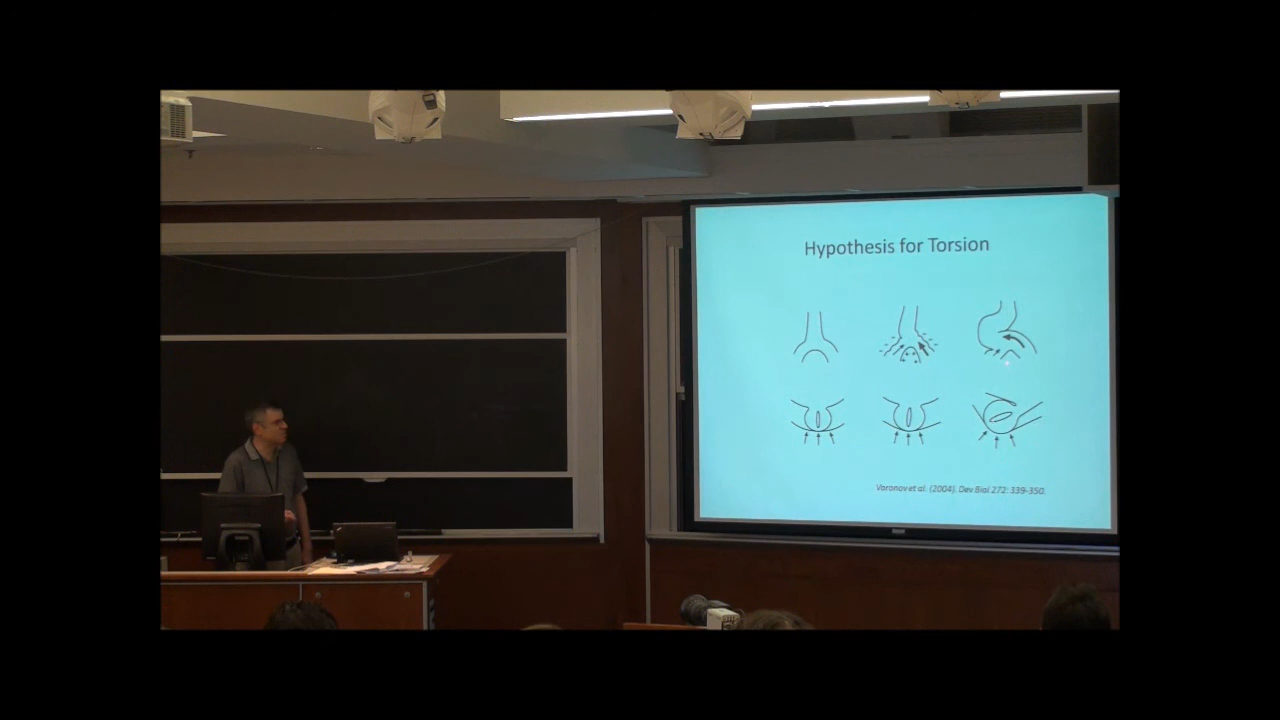 Hypothesis for Torsion
Voronov et al. (2004). Dev Biol 272: 339-350.